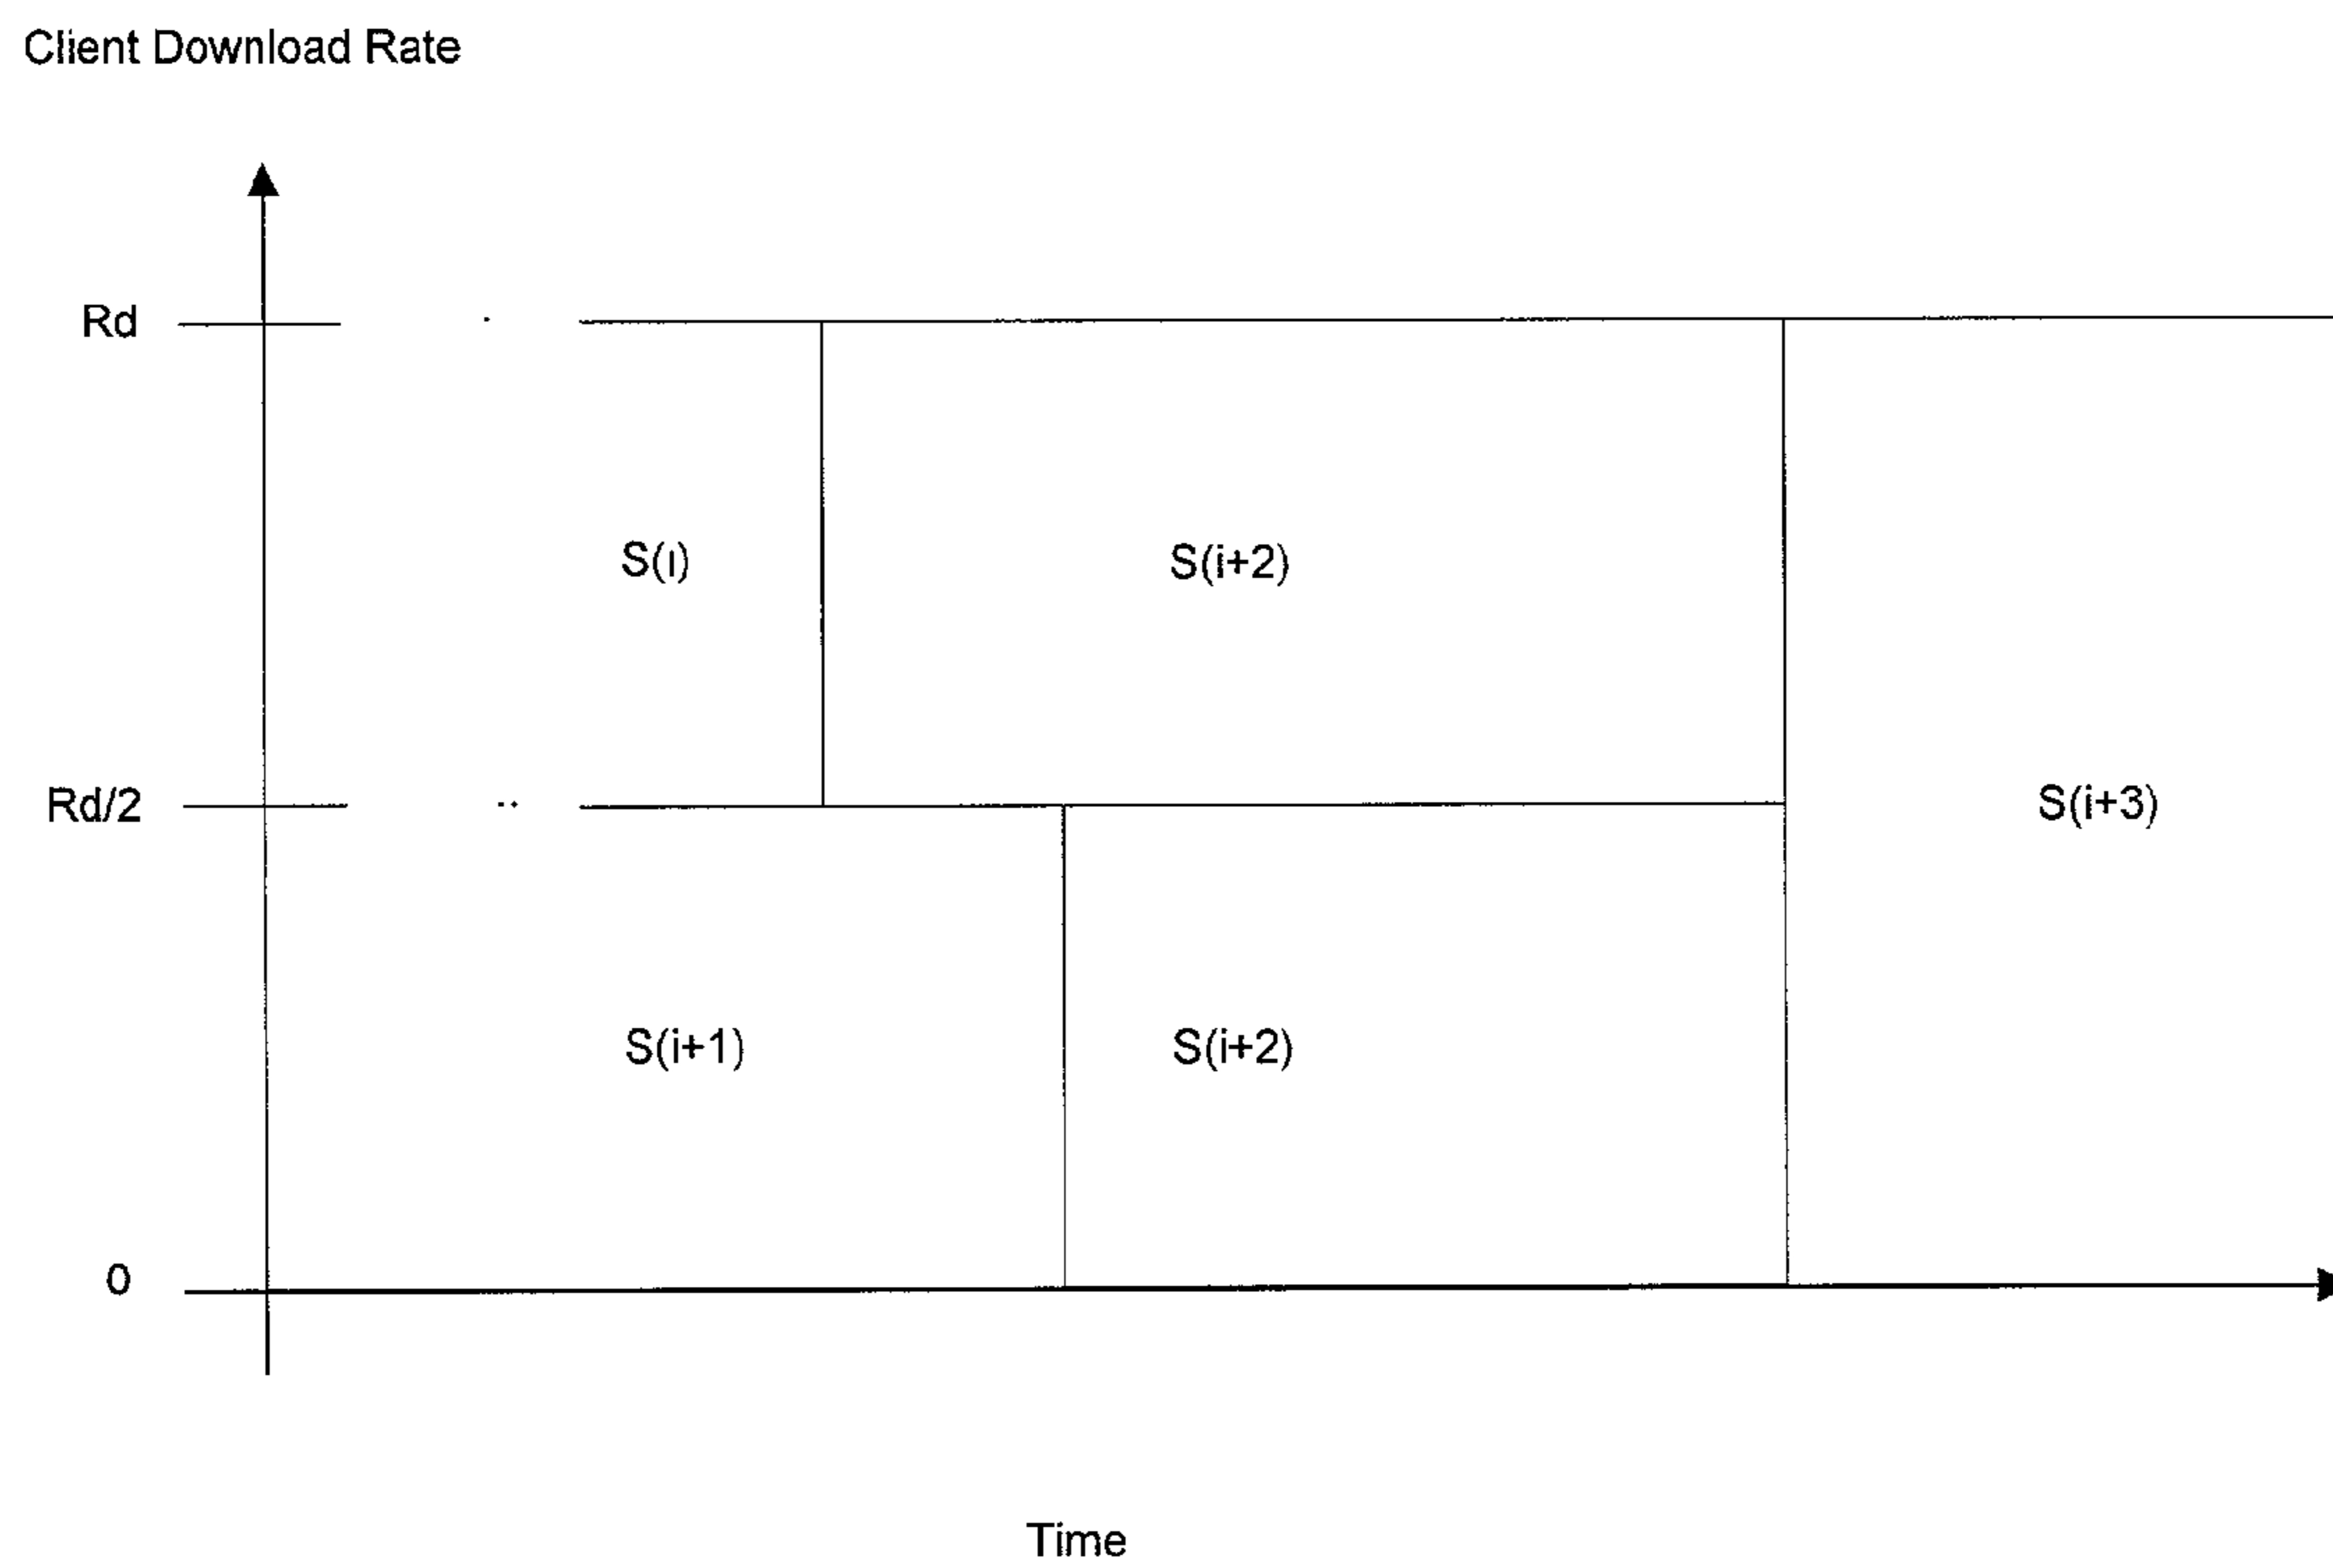 Client Download Rate
Rd
S(i)
S(i+2)
Rd/2
S(i+3)
S(i+1)
S(i+2)
0
Time